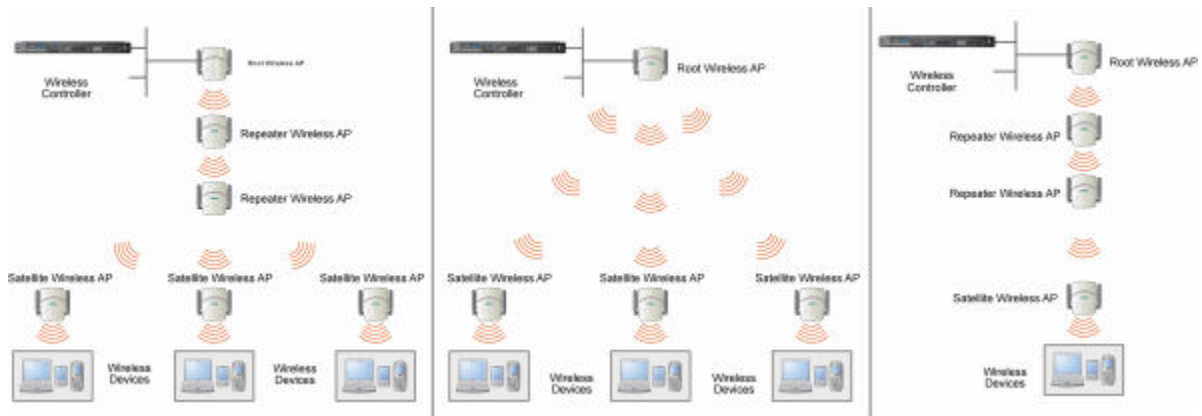 Root Wireless AP
Wireless
Controller
Repeater Wireless AP
Repeater Wireless AP
Satellite Wireless AP
Satellite Wireless AP
Satellite Wireless AP
Wireless
Devices
Wireless
Devices
Root Wireless AP
Wireless
Controller
Satellite Wireless AP
Satellite Wireless AP
Satellite Wireless AP
Wireless
Devices
Wireless
Devices
Root Wireless AP
Wireless
Controller
Repeater Wireless AP
Repeater Wireless AP
Satellite Wireless AP
Wireless
Devices